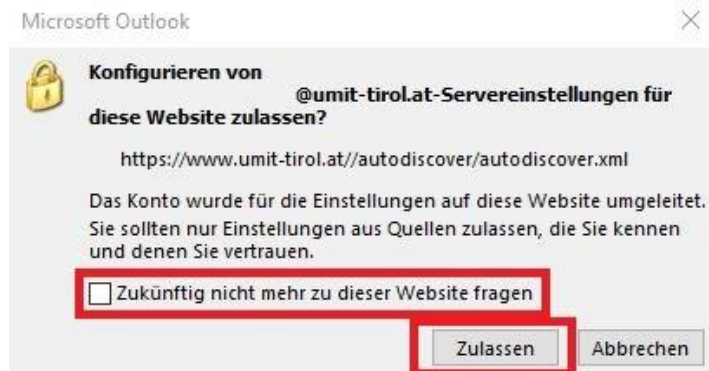 Microsoft Outlook
Konfigurieren von
@umit-tirol.at-Servereinstellungen für
diese Website zulassen?
https://www.umit-tirol.at//autodiscover/autodiscover.xml
Das Konto wurde für die Einstellungen auf diese Website umgeleitet.
Sie sollten nur Einstellungen aus Quellen zulassen, die Sie kennen
und denen Sie vertrauen.
Zukünftig nicht mehr zu dieser Website fragen
Zulassen Abbrechen